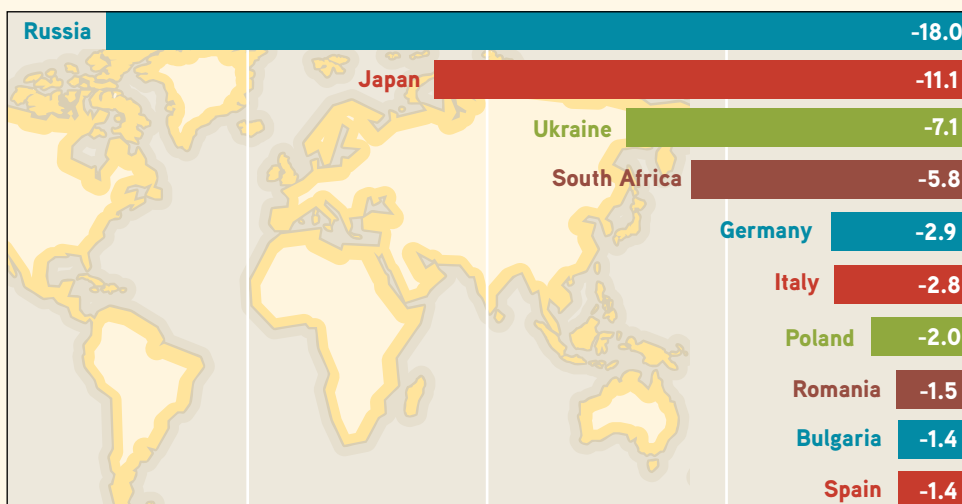 Russia -18.0
Japan -11.1
Ukraine -7.1
South Africa -5.8
Germany -2.9
Italy -2.8
Poland -2.0
Romania -1.5
Bulgaria -1.4
Spain -1.4